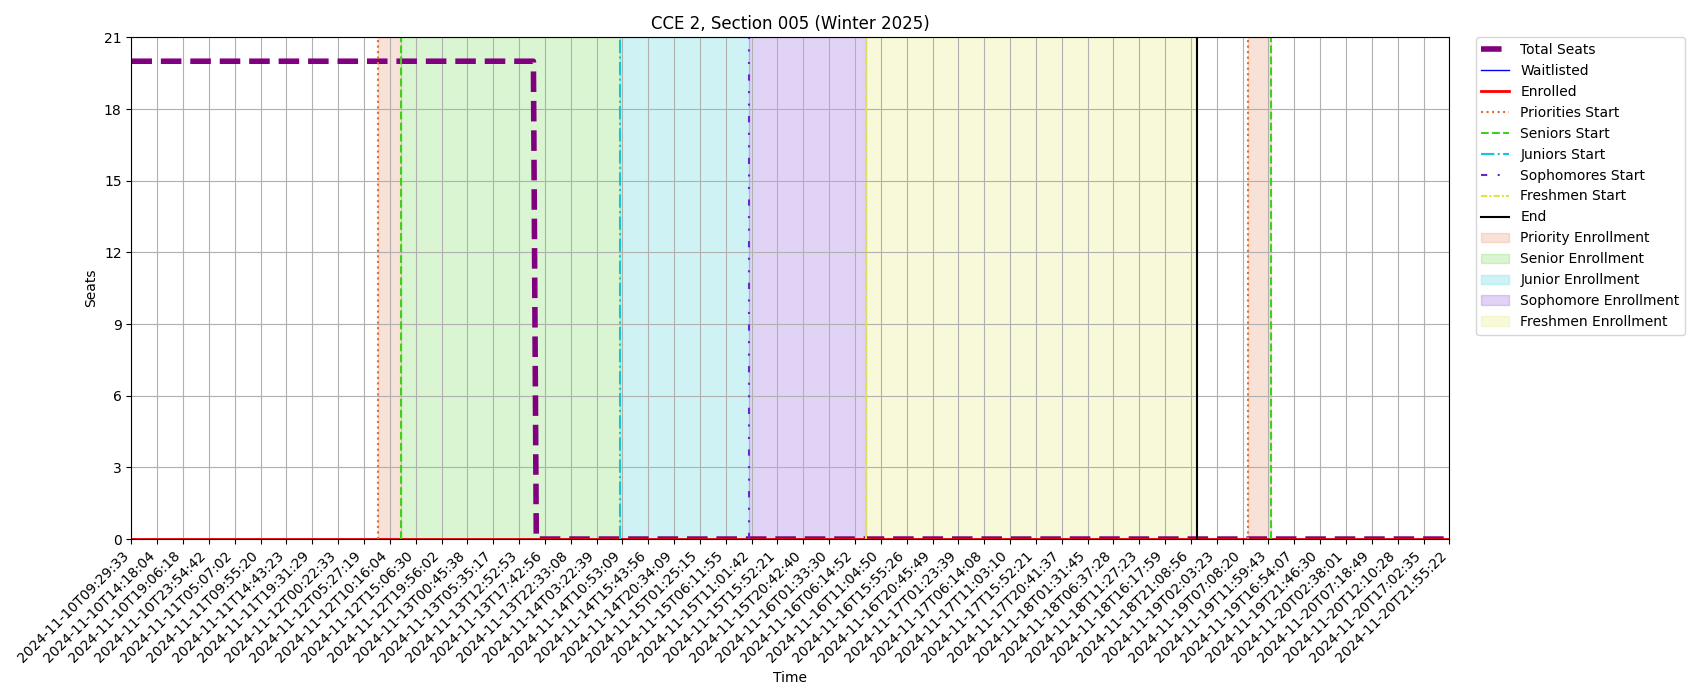 CCE 2, Section 005 (Winter 2025)
21
18
15
12
9
6
3
0
Seats
2024-11-10T09:29:33
2024-11-10T14:18:04
2024-11-10T19:06:18
2024-11-10T23:54:42
2024-11-11T05:07:02
2024-11-11T09:55:20
2024-11-11T14:43:23
2024-11-11T19:31:29
2024-11-12T00:22:33
2024-11-12T05:27:19
2024-11-12T10:16:04
2024-11-12T15:06:30
2024-11-12T19:56:02
2024-11-13T00:45:38
2024-11-13T05:35:17
2024-11-13T12:52:53
2024-11-13T17:42:56
2024-11-13T22:33:08
2024-11-14T03:22:39
2024-11-14T10:53:09
2024-11-14T15:43:56
2024-11-14T20:34:09
2024-11-15T01:25:15
2024-11-15T06:11:55
2024-11-15T11:01:42
2024-11-15T15:52:21
2024-11-15T20:42:40
2024-11-16T01:33:30
2024-11-16T06:14:52
2024-11-16T11:04:50
2024-11-16T15:55:26
2024-11-16T20:45:49
2024-11-17T01:23:39
2024-11-17T06:14:08
2024-11-17T11:03:10
2024-11-17T15:52:21
2024-11-17T20:41:37
2024-11-18T01:31:45
2024-11-18T06:37:28
2024-11-18T11:27:23
2024-11-18T16:17:59
2024-11-18T21:08:56
2024-11-19T02:03:23
2024-11-19T07:08:20
2024-11-19T11:59:43
2024-11-19T16:54:07
2024-11-19T21:46:30
2024-11-20T02:38:01
2024-11-20T07:18:49
2024-11-20T12:10:28
2024-11-20T17:02:35
2024-11-20T21:55:22
Time
Total Seats
Waitlisted
Enrolled
Priorities Start
Seniors Start
Juniors Start
Sophomores Start
Freshmen Start
End
Priority Enrollment
Senior Enrollment
Junior Enrollment
Sophomore Enrollment
Freshmen Enrollment